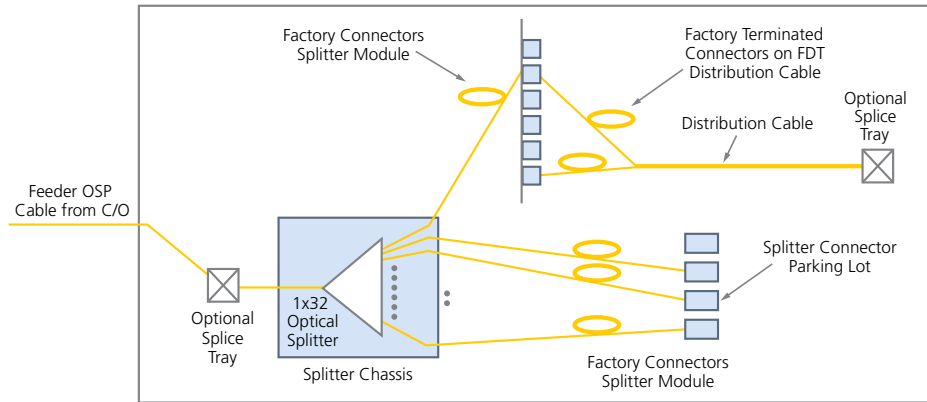 Factory Connectors
Splitter Module
Factory Terminated
Connectors on FDT
Distribution Cable
Optional
Splice
Tray
Distribution Cable
Feeder OSP
Cable from C/O
Splitter Connector
Parking Lot
1x32
Optical
Splitter
Optional
Splice
Tray
Splitter Chassis
Factory Connectors
Splitter Module